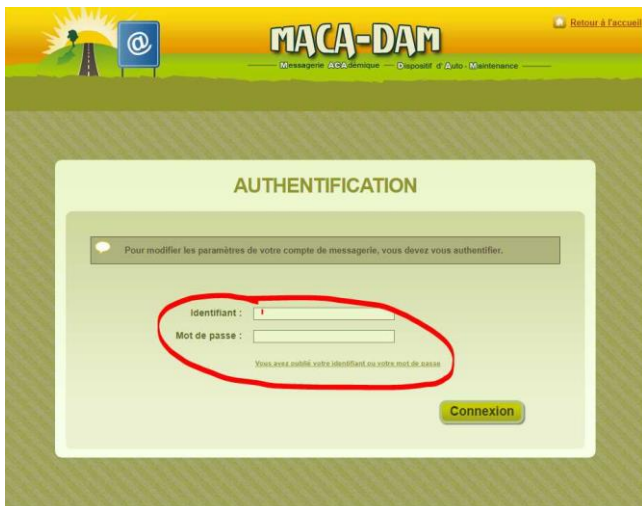 @
MACA-DAM
Retour à l'accueil
Messagerie ACAdémique — Dispositif d' Auto - Maintenance
AUTHENTIFICATION
Pour modifier les paramètres de votre compte de messagerie, vous devez vous authentifier.
Identifiant :
Mot de passe :
Vous avez oublié votre identifiant ou votre mot de passe
Connexion